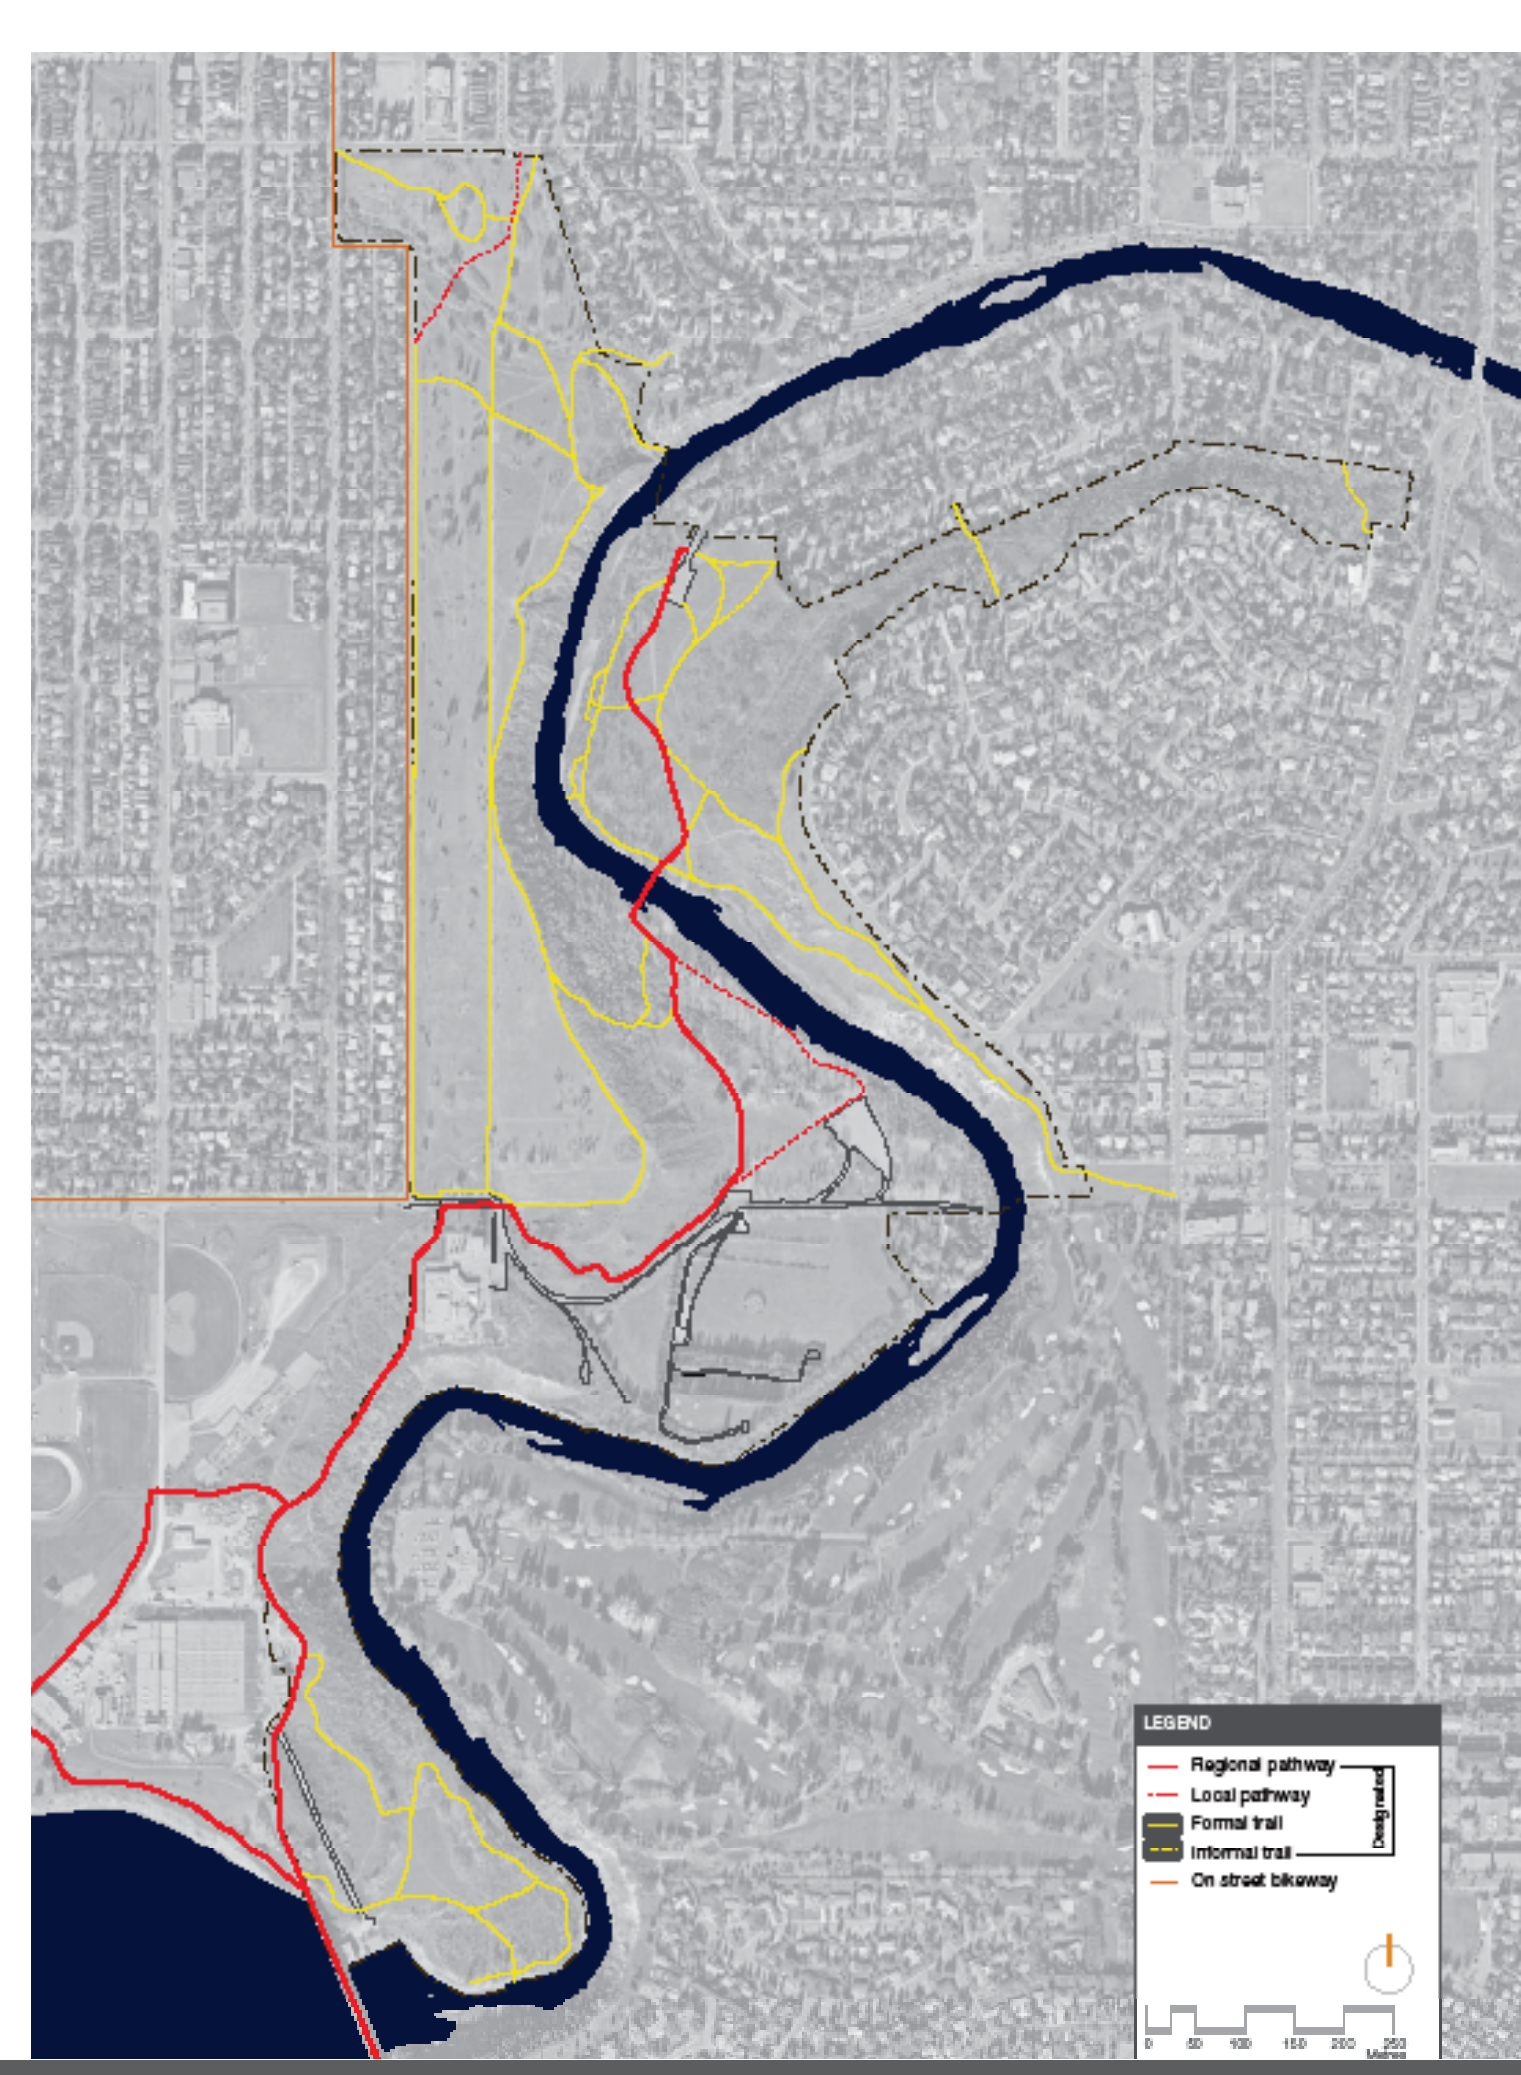 LEGEND
Regional pathway
Local pathway
Formal trail
Informal trail
Designated
On street bikeway
0 50 100 150 200 250
Metres